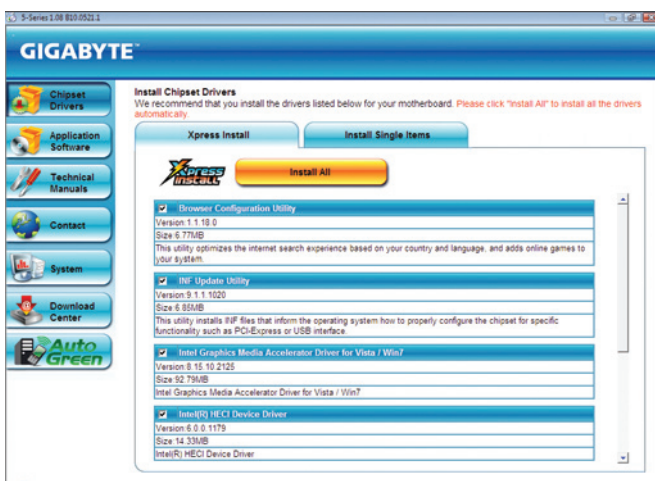 5-Series 1.08 B10.0521.1
GIGABYTE™
Chipset
Drivers
Application
Software
Technical
Manuals
Contact
System
Download
Center
Auto
Green
Install Chipset Drivers
We recommend that you install the drivers listed below for your motherboard. Please click "Install All" to install all the drivers
automatically.
Xpress Install
Install Single Items
Xpress
Install
Install All
Browser Configuration Utility
Version:1.1.18.0
Size:6.77MB
This utility optimizes the internet search experience based on your country and language, and adds online games to
your system.
INF Update Utility
Version:9.1.1.1020
Size:6.85MB
This utility installs INF files that inform the operating system how to properly configure the chipset for specific
functionality such as PCI-Express or USB interface.
Intel Graphics Media Accelerator Driver for Vista / Win7
Version:8.15.10.2125
Size:92.79MB
Intel Graphics Media Accelerator Driver for Vista / Win7
Intel(R) HECI Device Driver
Version:6.0.0.1179
Size:14.33MB
Intel(R) HECI Device Driver